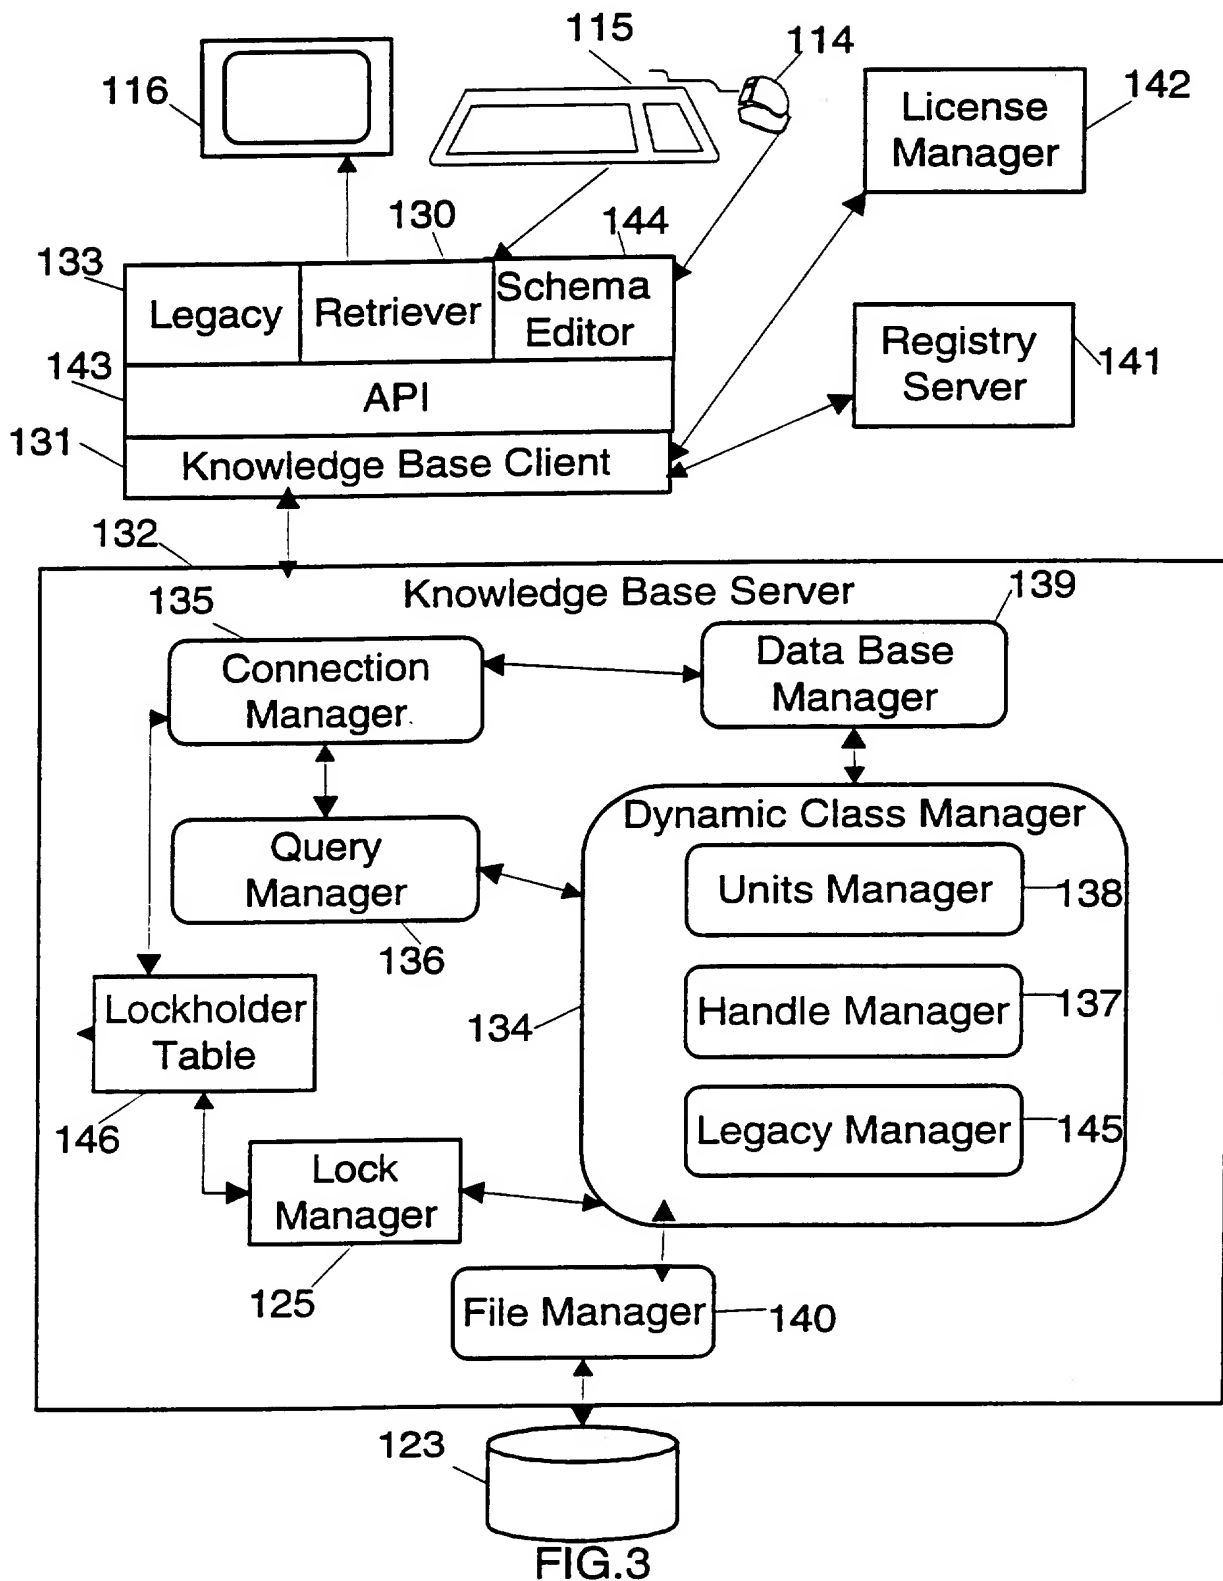 115
114
116
142
License
Manager
130
144
133
Legacy
Retriever
Schema
Editor
Registry
Server
141
143
API
131
Knowledge Base Client
132
Knowledge Base Server
135
139
Connection
Manager
Data Base
Manager
Query
Manager
136
Dynamic Class Manager
Units Manager
138
Handle Manager
137
Legacy Manager
145
134
Lockholder
Table
146
Lock
Manager
125
File Manager
140
123
FIG.3